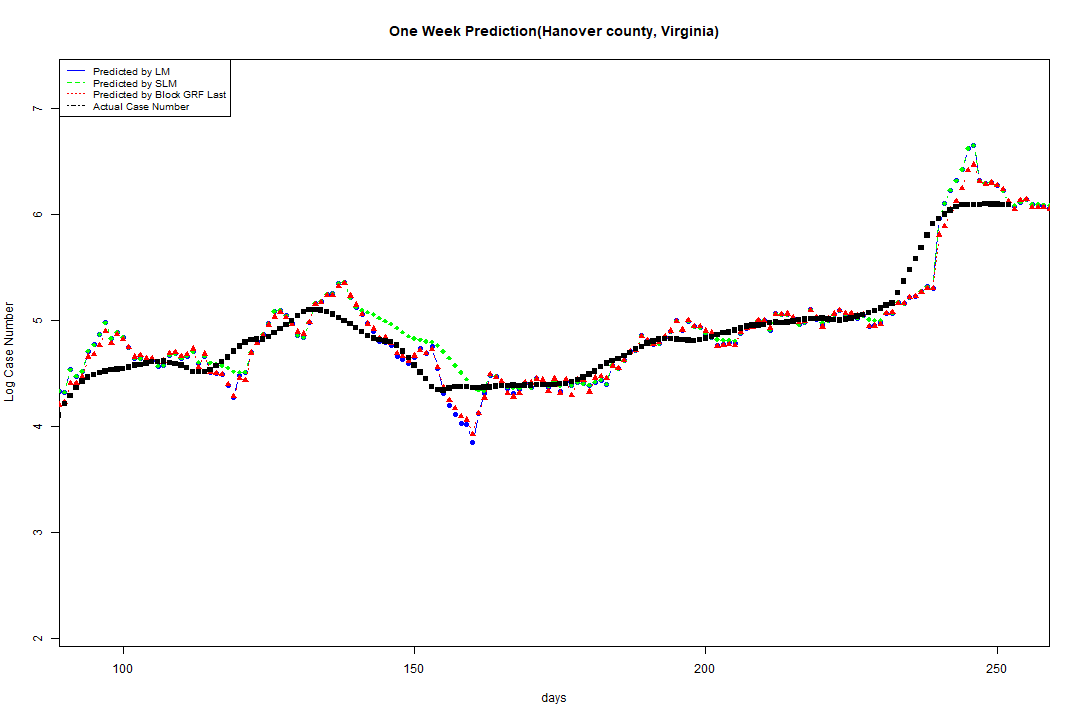 One Week Prediction(Hanover county, Virginia)
Predicted by LM
Predicted by SLM
Predicted by Block GRF Last
Actual Case Number
7
6
5
4
3
2
Log Case Number
100 150 200 250
days